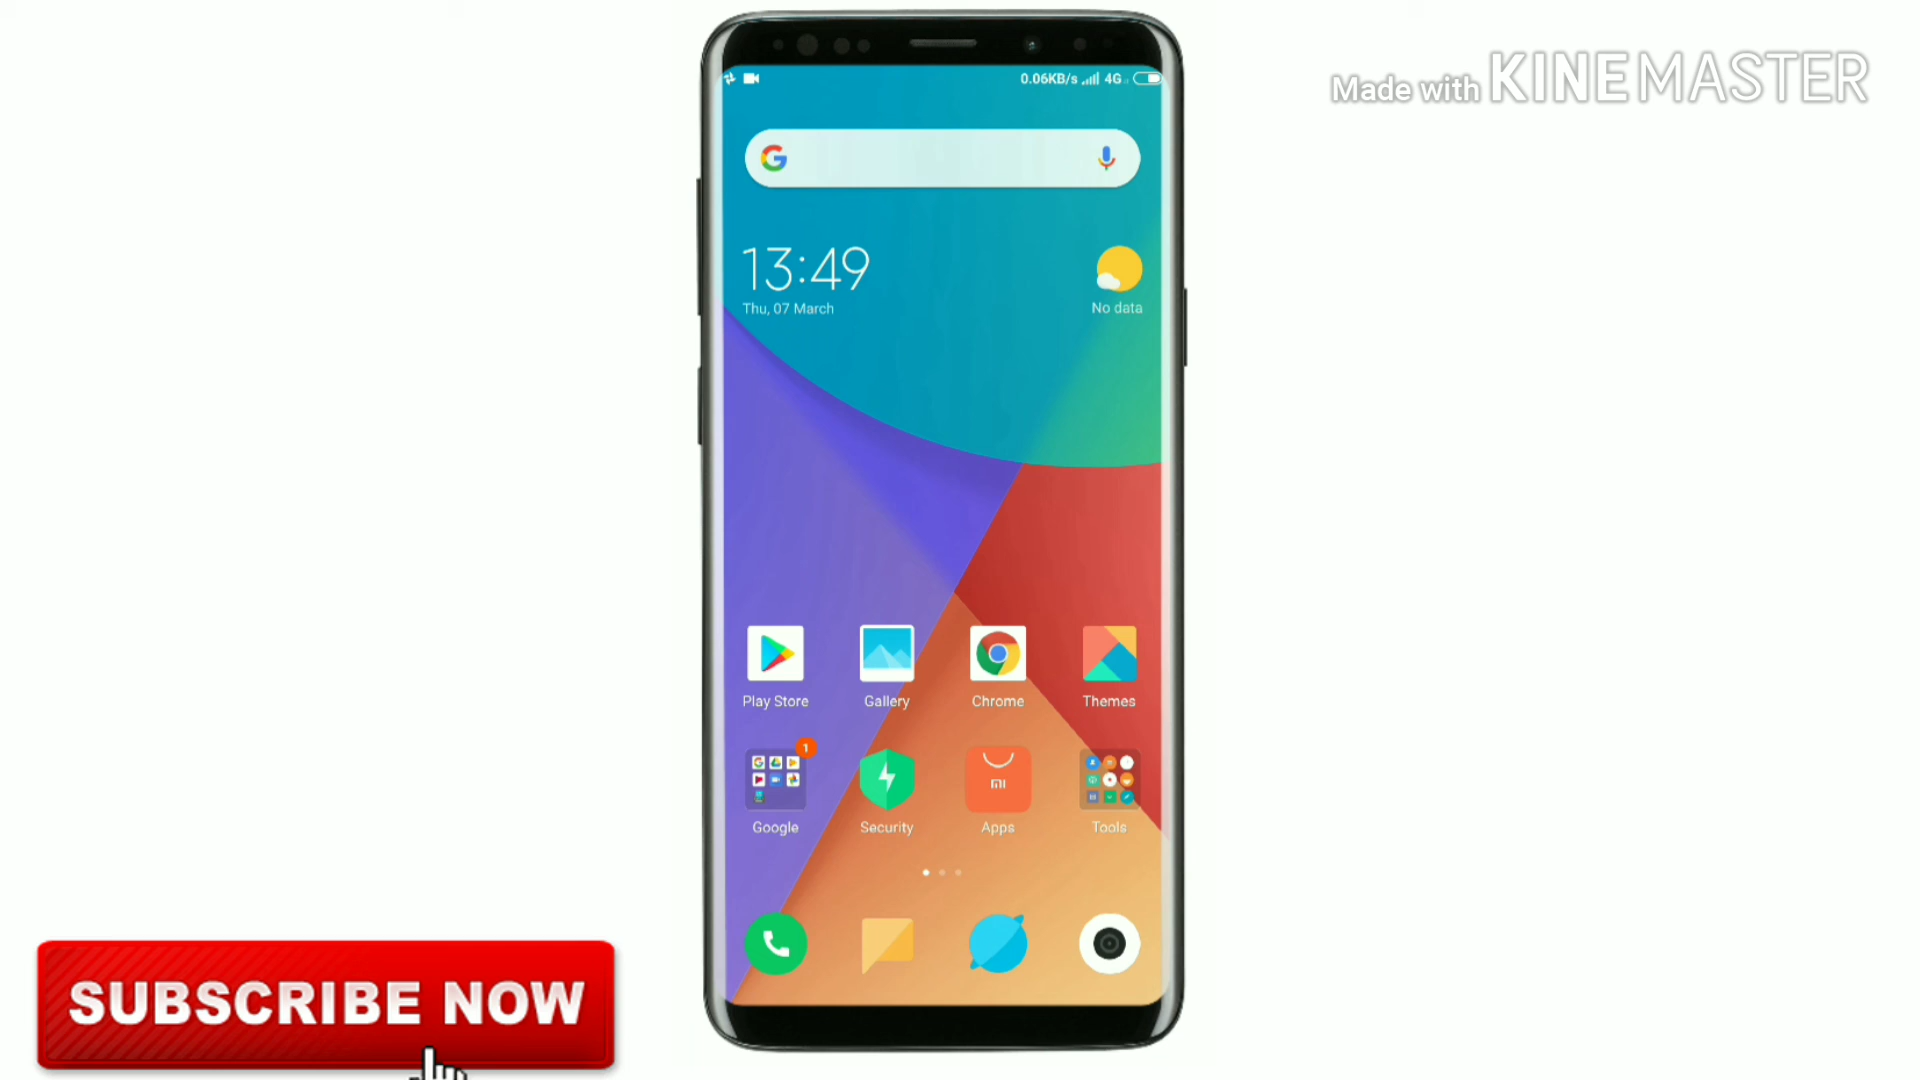 0.06KB/s 4G
Made with KINEMASTER
13:49
Thu, 07 March
No data
Play Store
Gallery
Chrome
Themes
1
Google
Security
mi
Apps
Tools
SUBSCRIBE NOW